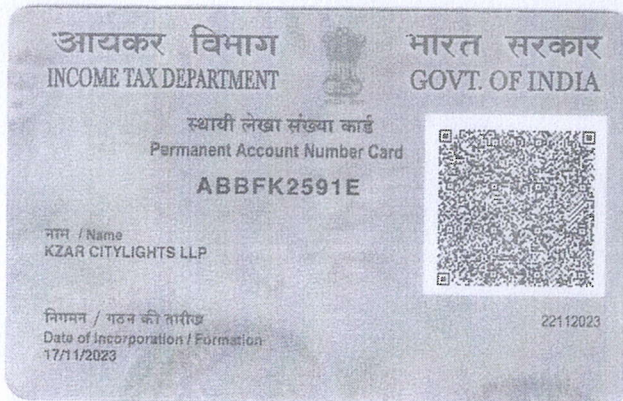 आयकर विभाग
INCOME TAX DEPARTMENT
भारत सरकार
GOVT. OF INDIA
स्थायी लेखा संख्या कार्ड
Permanent Account Number Card
ABBFK2591E
नाम / Name
KZAR CITYLIGHTS LLP
निगमन / गठन की तारीख
Date of Incorporation / Formation
17/11/2023
22112023